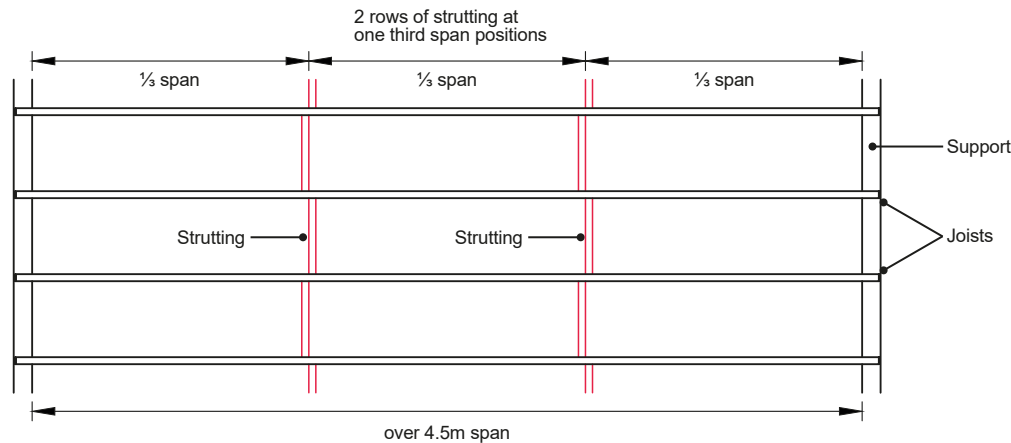 2 rows of strutting at
one third span positions
⅓ span
⅓ span
⅓ span
Support
Strutting
Strutting
Joists
over 4.5m span